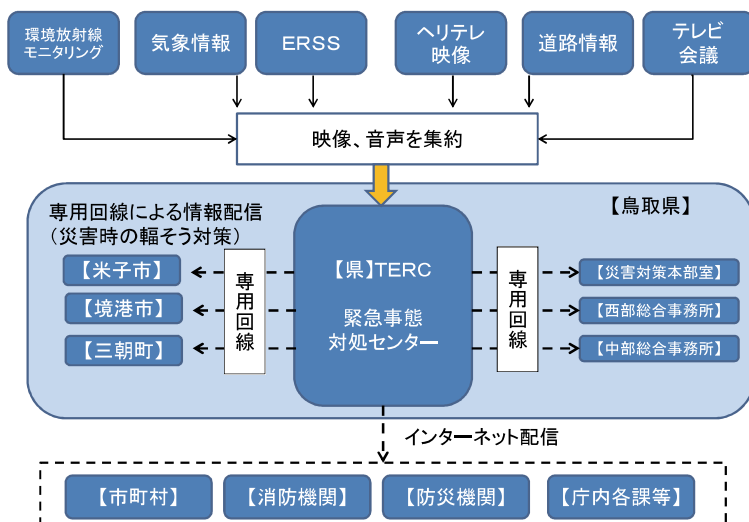 環境放射線
モニタリング
気象情報
ERSS
ヘリテレ
映像
道路情報
テレビ
会議
映像、音声を集約
専用回線による情報配信
（災害時の輻そう対策）
【鳥取県】
【米子市】
【境港市】
【三朝町】
専用回線
【県】TERC
緊急事態
対処センター
専用回線
【災害対策本部室】
【西部総合事務所】
【中部総合事務所】
インターネット配信
【市町村】
【消防機関】
【防災機関】
【庁内各課等】